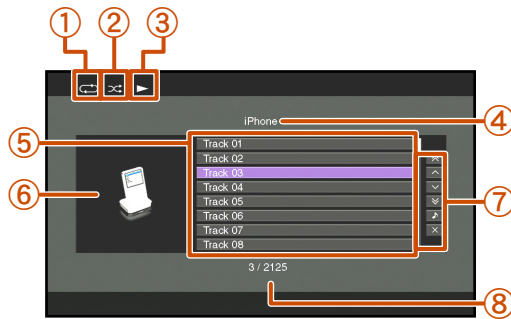 ① ② ③
iPhone ④
⑤ Track 01
Track 02
Track 03
Track 04
⑥ Track 05
Track 06
Track 07
Track 08
⑦
3 / 2125
⑧